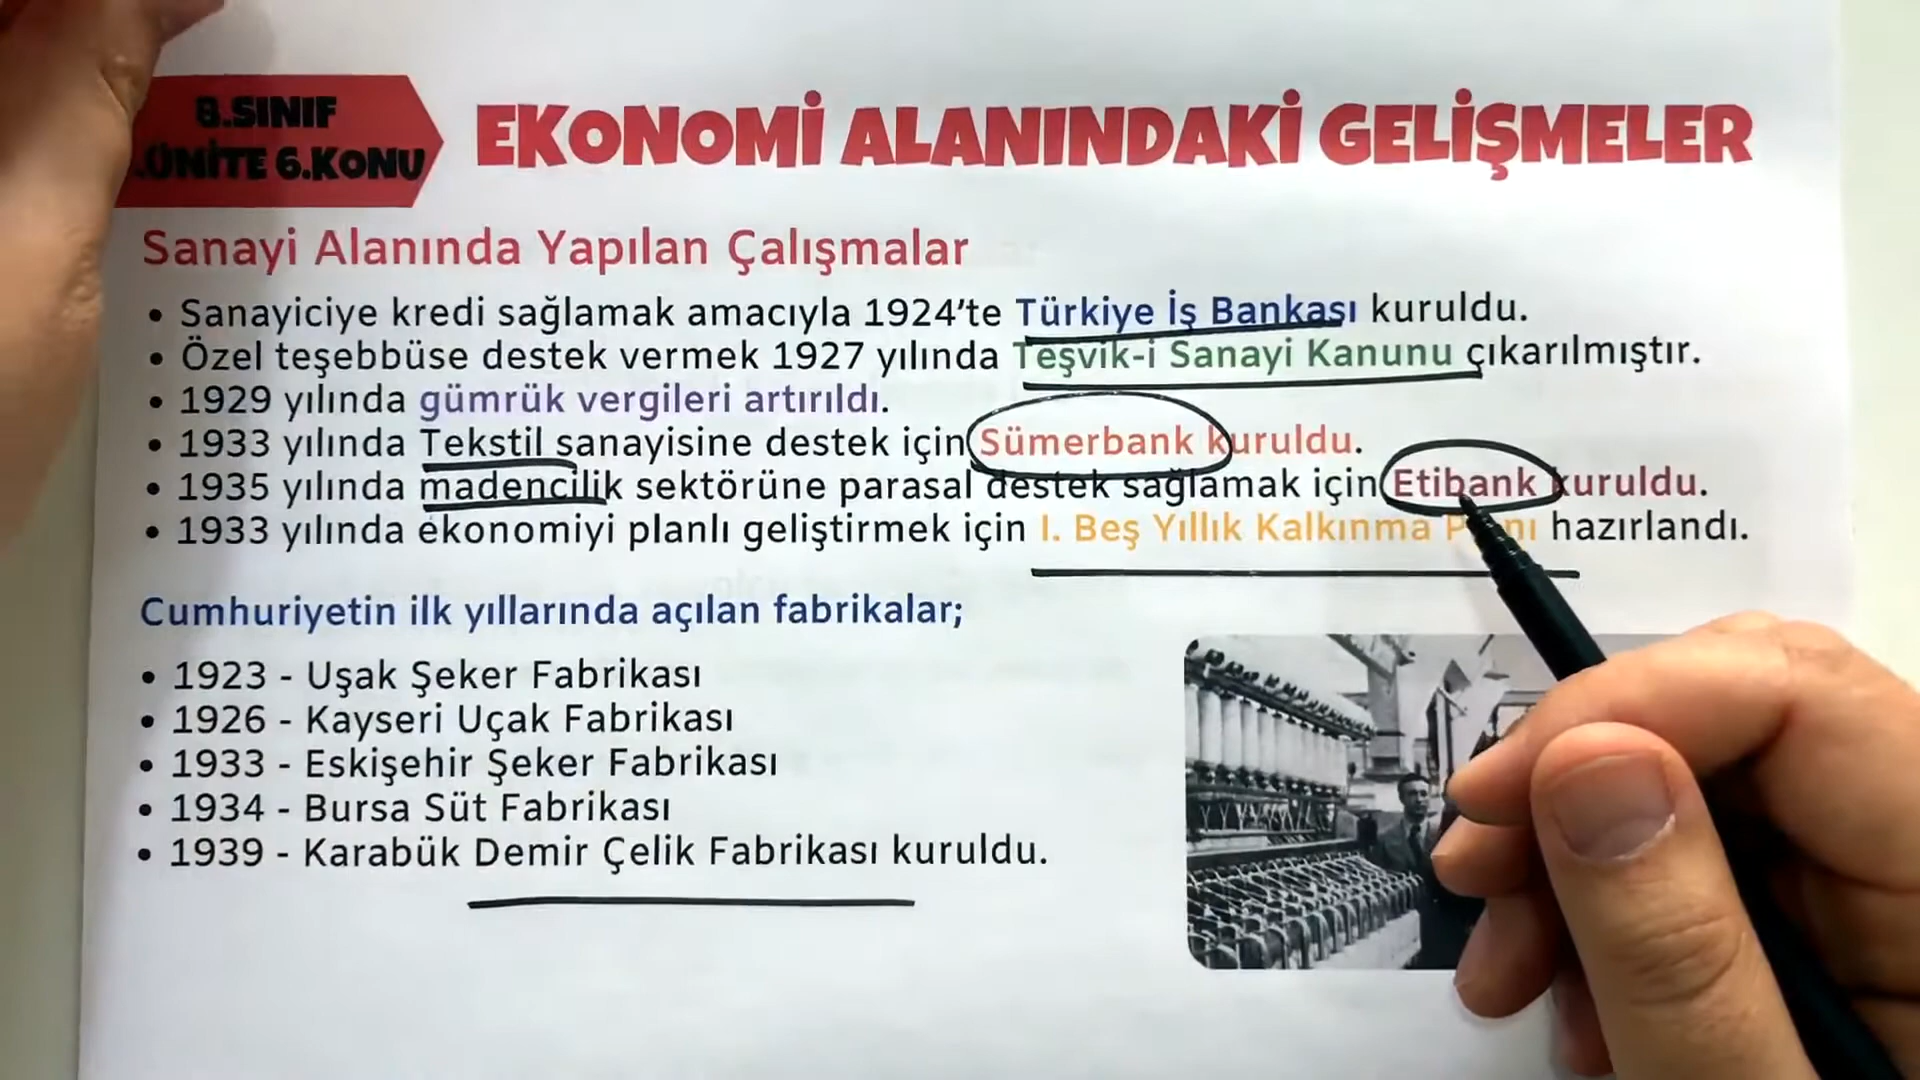 8.SINIF
.ÜNİTE 6.KONU
EKONOMİ ALANINDAKİ GELİŞMELER
Sanayi Alanında Yapılan Çalışmalar
• Sanayiciye kredi sağlamak amacıyla 1924'te Türkiye İş Bankası kuruldu.
• Özel teşebbüse destek vermek 1927 yılında Teşvik-i Sanayi Kanunu çıkarılmıştır.
• 1929 yılında gümrük vergileri artırıldı.
• 1933 yılında Tekstil sanayisine destek için Sümerbank kuruldu.
• 1935 yılında madencilik sektörüne parasal destek sağlamak için Etibank kuruldu.
• 1933 yılında ekonomiyi planlı geliştirmek için I. Beş Yıllık Kalkınma hazırlandı.
Cumhuriyetin ilk yıllarında açılan fabrikalar;
• 1923 - Uşak Şeker Fabrikası
• 1926 - Kayseri Uçak Fabrikası
• 1933 - Eskişehir Şeker Fabrikası
• 1934 - Bursa Süt Fabrikası
• 1939 - Karabük Demir Çelik Fabrikası kuruldu.